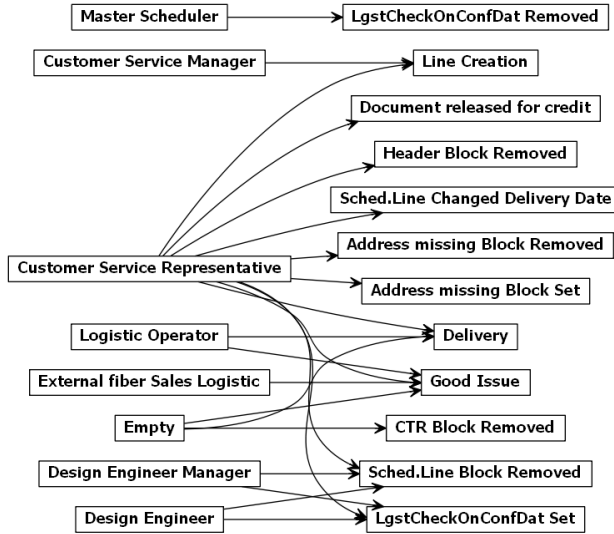 Master Scheduler
LgstCheckOnConfDat Removed
Customer Service Manager
Line Creation
Document released for credit
Header Block Removed
Sched.Line Changed Delivery Date
Address missing Block Removed
Customer Service Representative
Address missing Block Set
Logistic Operator
Delivery
External fiber Sales Logistic
Good Issue
Empty
CTR Block Removed
Design Engineer Manager
Sched.Line Block Removed
Design Engineer
LgstCheckOnConfDat Set